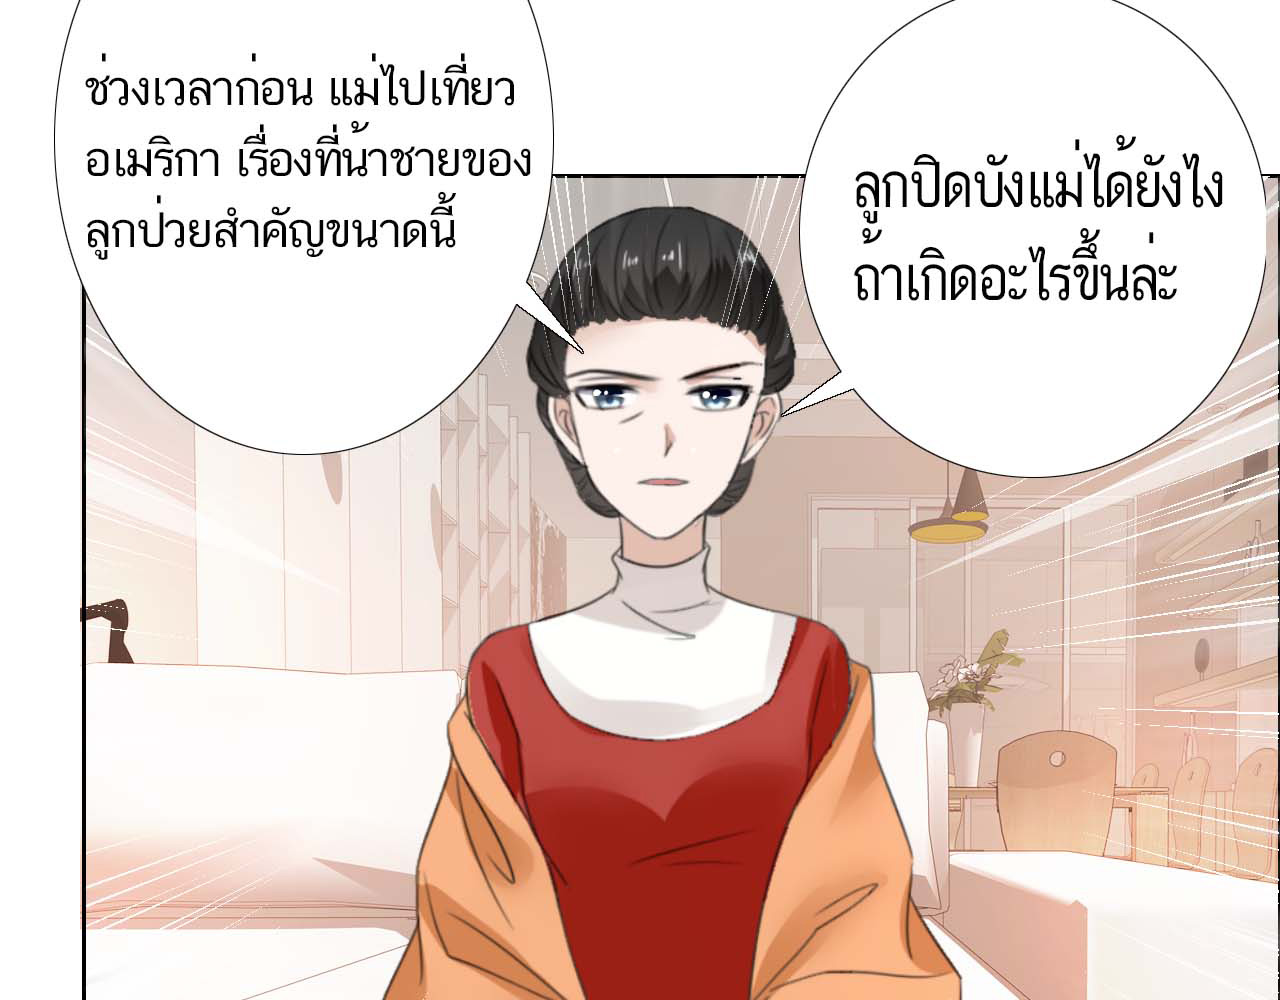 ช่วงเวลาก่อน แม่ไปเที่ยว
อเมริกา เรื่องที่น้าชายของ
ลูกป่วยสำคัญขนาดนี้
ลูกปิดบังแม่ได้ยังไง
ถ้าเกิดอะไรขึ้นล่ะ